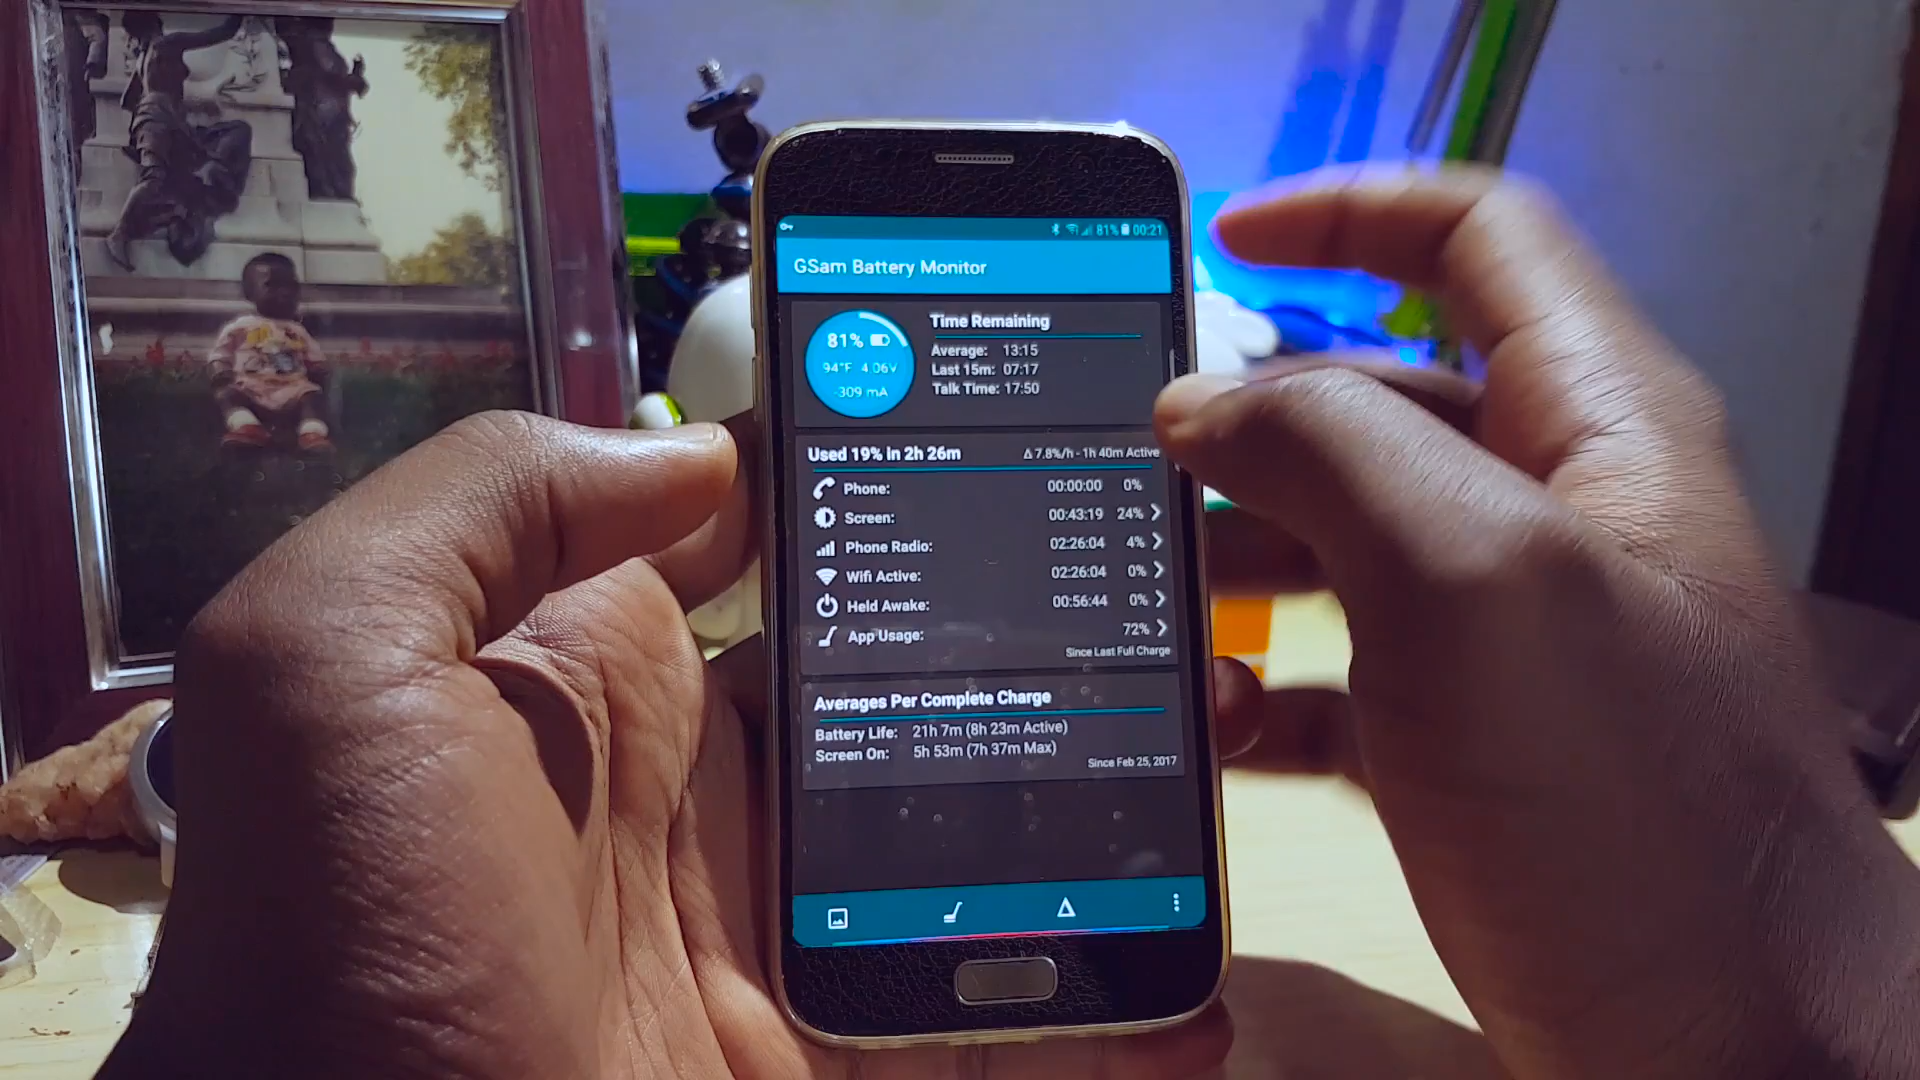 81% 00:21
GSam Battery Monitor
81%
94°F 4.06V
-309 mA
Time Remaining
Average: 13:15
Last 15m: 07:17
Talk Time: 17:50
Used 19% In 2h 26m Δ 7.8%/h - 1h 40m Active
Phone: 00:00:00 0%
Screen: 00:43:19 24%
Phone Radio: 02:26:04 4%
Wifi Active: 02:26:04 0%
Held Awake: 00:56:44 0%
App Usage: 72%
Since Last Full Charge
Averages Per Complete Charge
Battery Life: 21h 7m (8h 23m Active)
Screen On: 5h 53m (7h 37m Max)
Since Feb 25, 2017